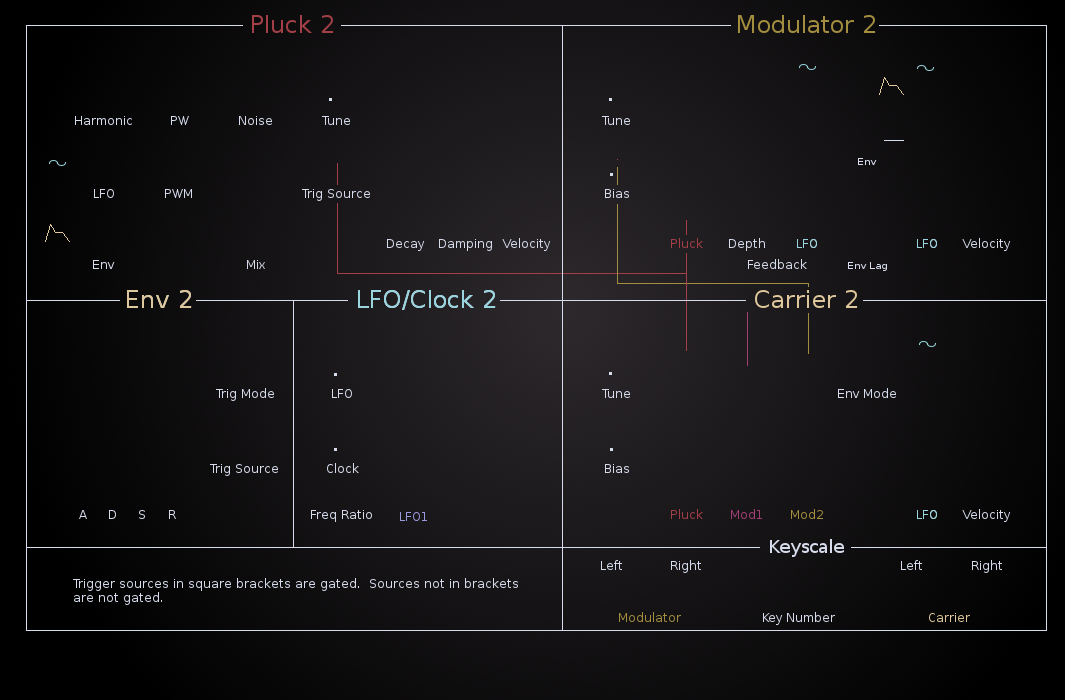 Pluck 2
Modulator 2
Harmonic PW Noise Tune
Tune
Env
LFO PWM Trig Source
Bias
Decay Damping Velocity
Pluck Depth LFO LFO Velocity
Env Mix
Feedback Env Lag
Env 2 LFO/Clock 2 Carrier 2
Trig Mode LFO
Tune Env Mode
Trig Source Clock
Bias
A D S R
Freq Ratio LFO1
Pluck Mod1 Mod2 LFO Velocity
Keyscale
Left Right Left Right
Trigger sources in square brackets are gated.  Sources not in brackets
are not gated.
Modulator Key Number Carrier